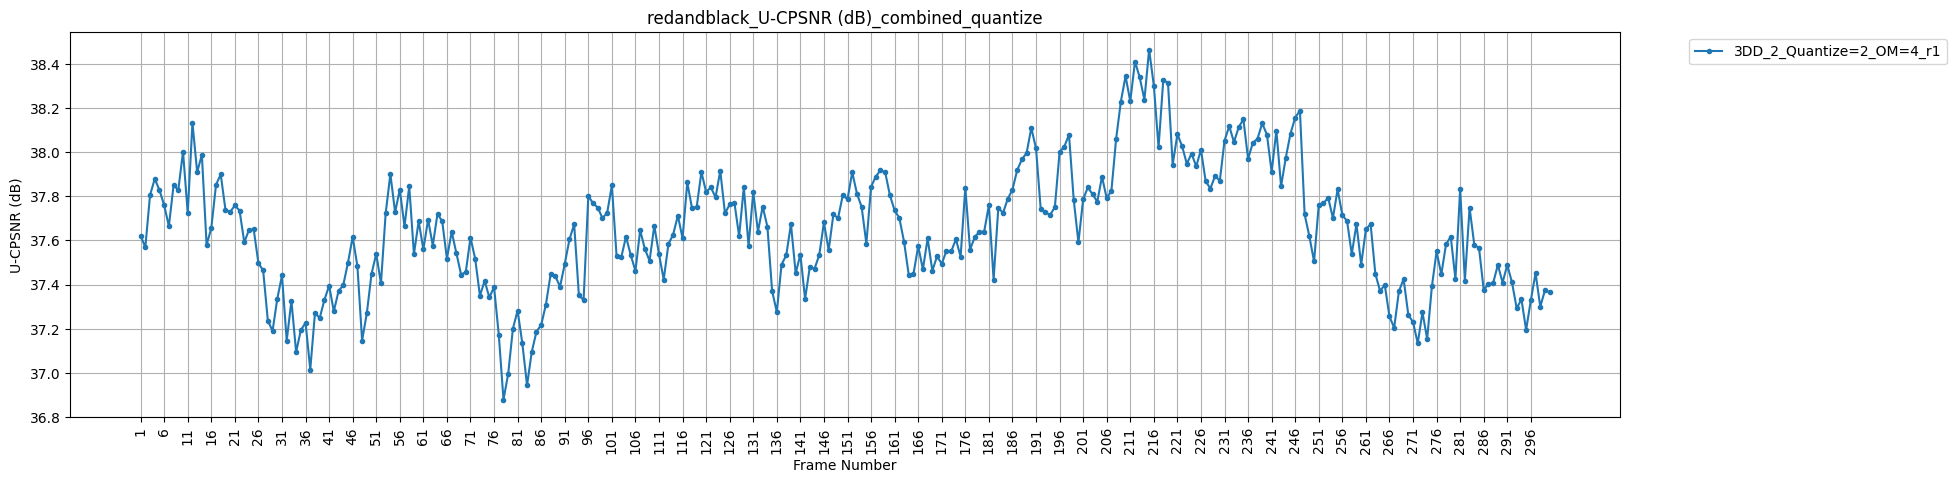 redandblack_U-CPSNR (dB)_combined_quantize
3DD_2_Quantize=2_OM=4_r1
U-CPSNR (dB)
38.4
38.2
38.0
37.8
37.6
37.4
37.2
37.0
36.8
1 6 11 16 21 26 31 36 41 46 51 56 61 66 71 76 81 86 91 96 101 106 111 116 121 126 131 136 141 146 151 156 161 166 171 176 181 186 191 196 201 206 211 216 221 226 231 236 241 246 251 256 261 266 271 276 281 286 291 296
Frame Number